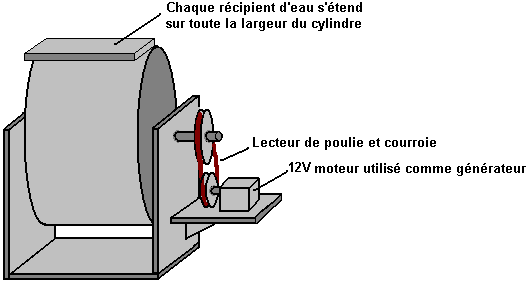 Chaque récipient d'eau s'étend
sur toute la largeur du cylindre
Lecteur de poulie et courroie
12V moteur utilisé comme générateur